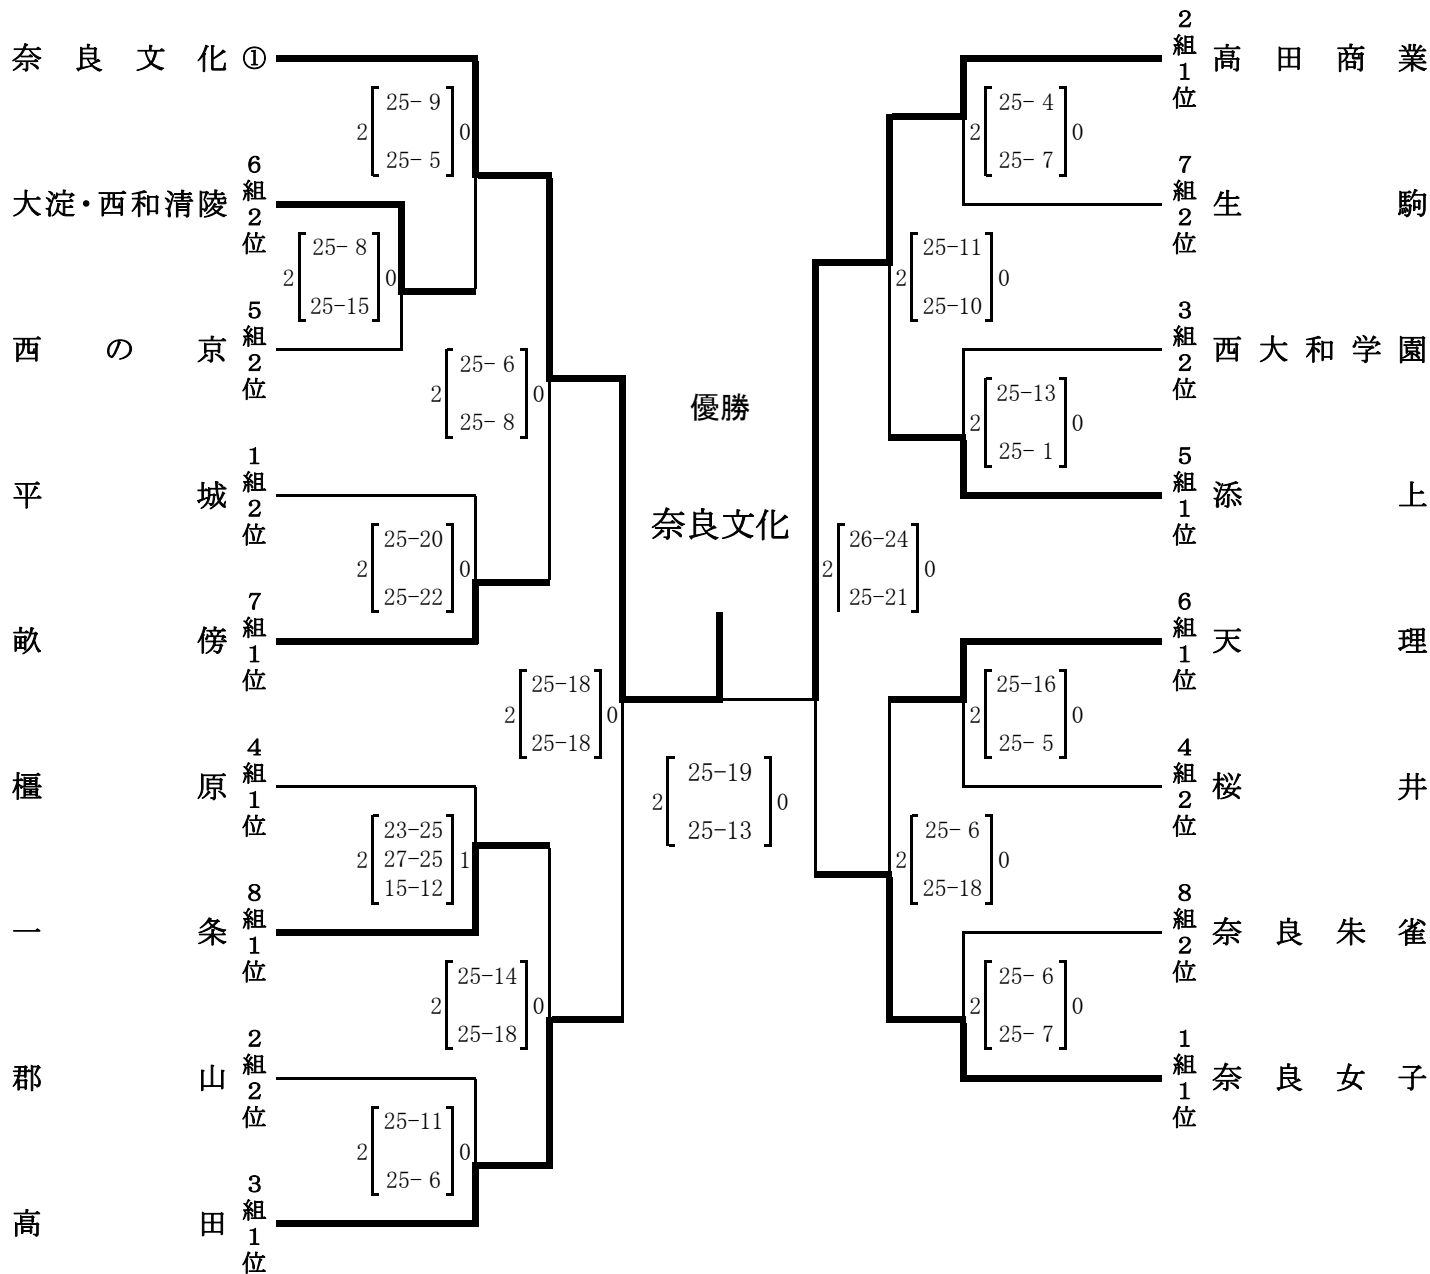 奈良文化 ①
大淀・西和清陵 6組2位
西の京 5組2位
平城 1組2位
畝傍 7組1位
橿原 4組1位
一条 8組1位
郡山 2組2位
高田 3組1位
2 [25- 9 25- 5] 0
2 [25- 8 25-15] 0
2 [25- 6 25- 8] 0
2 [25-20 25-22] 0
2 [25-18 25-18] 0
2 [23-25 27-25 15-12] 1
2 [25-14 25-18] 0
2 [25-11 25- 6] 0
優勝
奈良文化
2 [25-19 25-13] 0
2 [25- 4 25- 7] 0
2 [25-11 25-10] 0
2 [25-13 25- 1] 0
2 [26-24 25-21] 0
2 [25-16 25- 5] 0
2 [25- 6 25-18] 0
2 [25- 6 25- 7] 0
2組1位 高田商業
7組2位 生駒
3組2位 西大和学園
5組1位 添上
6組1位 天理
4組2位 桜井
8組2位 奈良朱雀
1組1位 奈良女子